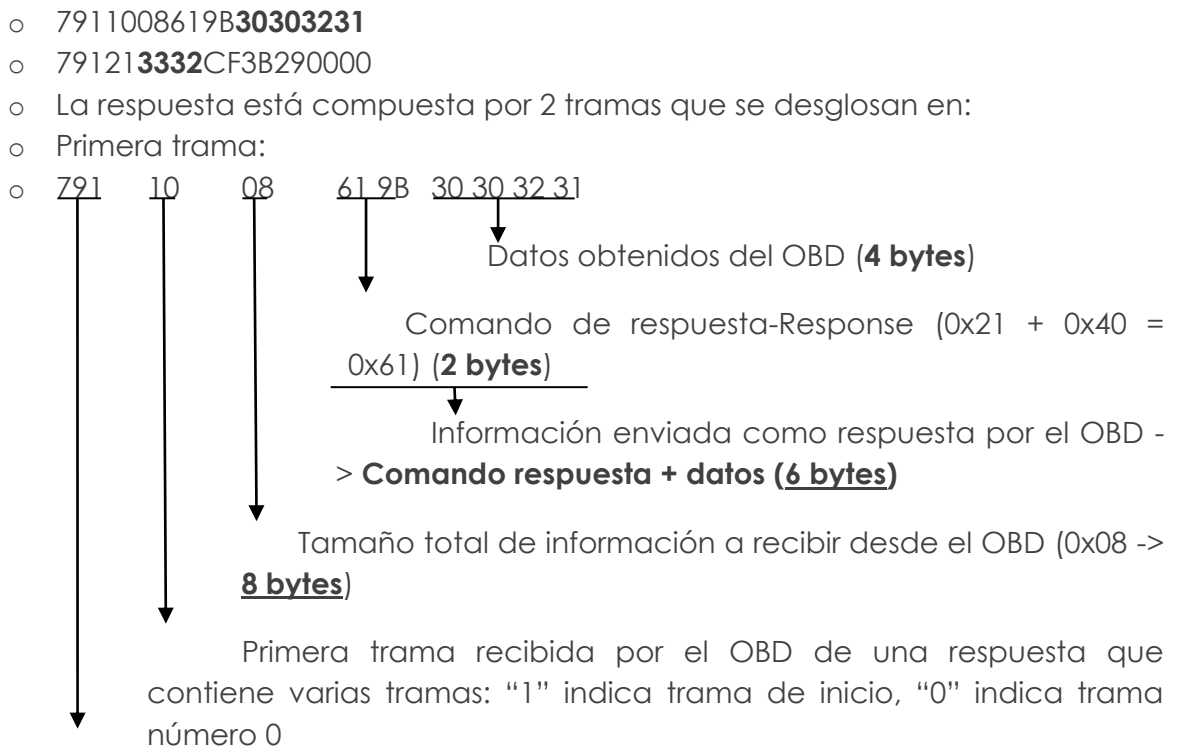 o 7911008619B30303231
o 791213332CF3B290000
o La respuesta está compuesta por 2 tramas que se desglosan en:
o Primera trama:
o 791 10 08 61 9B 30 30 32 31
Datos obtenidos del OBD (4 bytes)
Comando de respuesta-Response (0x21 + 0x40 =
0x61) (2 bytes)
Información enviada como respuesta por el OBD -
> Comando respuesta + datos (6 bytes)
Tamaño total de información a recibir desde el OBD (0x08 ->
8 bytes)
Primera trama recibida por el OBD de una respuesta que
contiene varias tramas: “1” indica trama de inicio, “0” indica trama
número 0